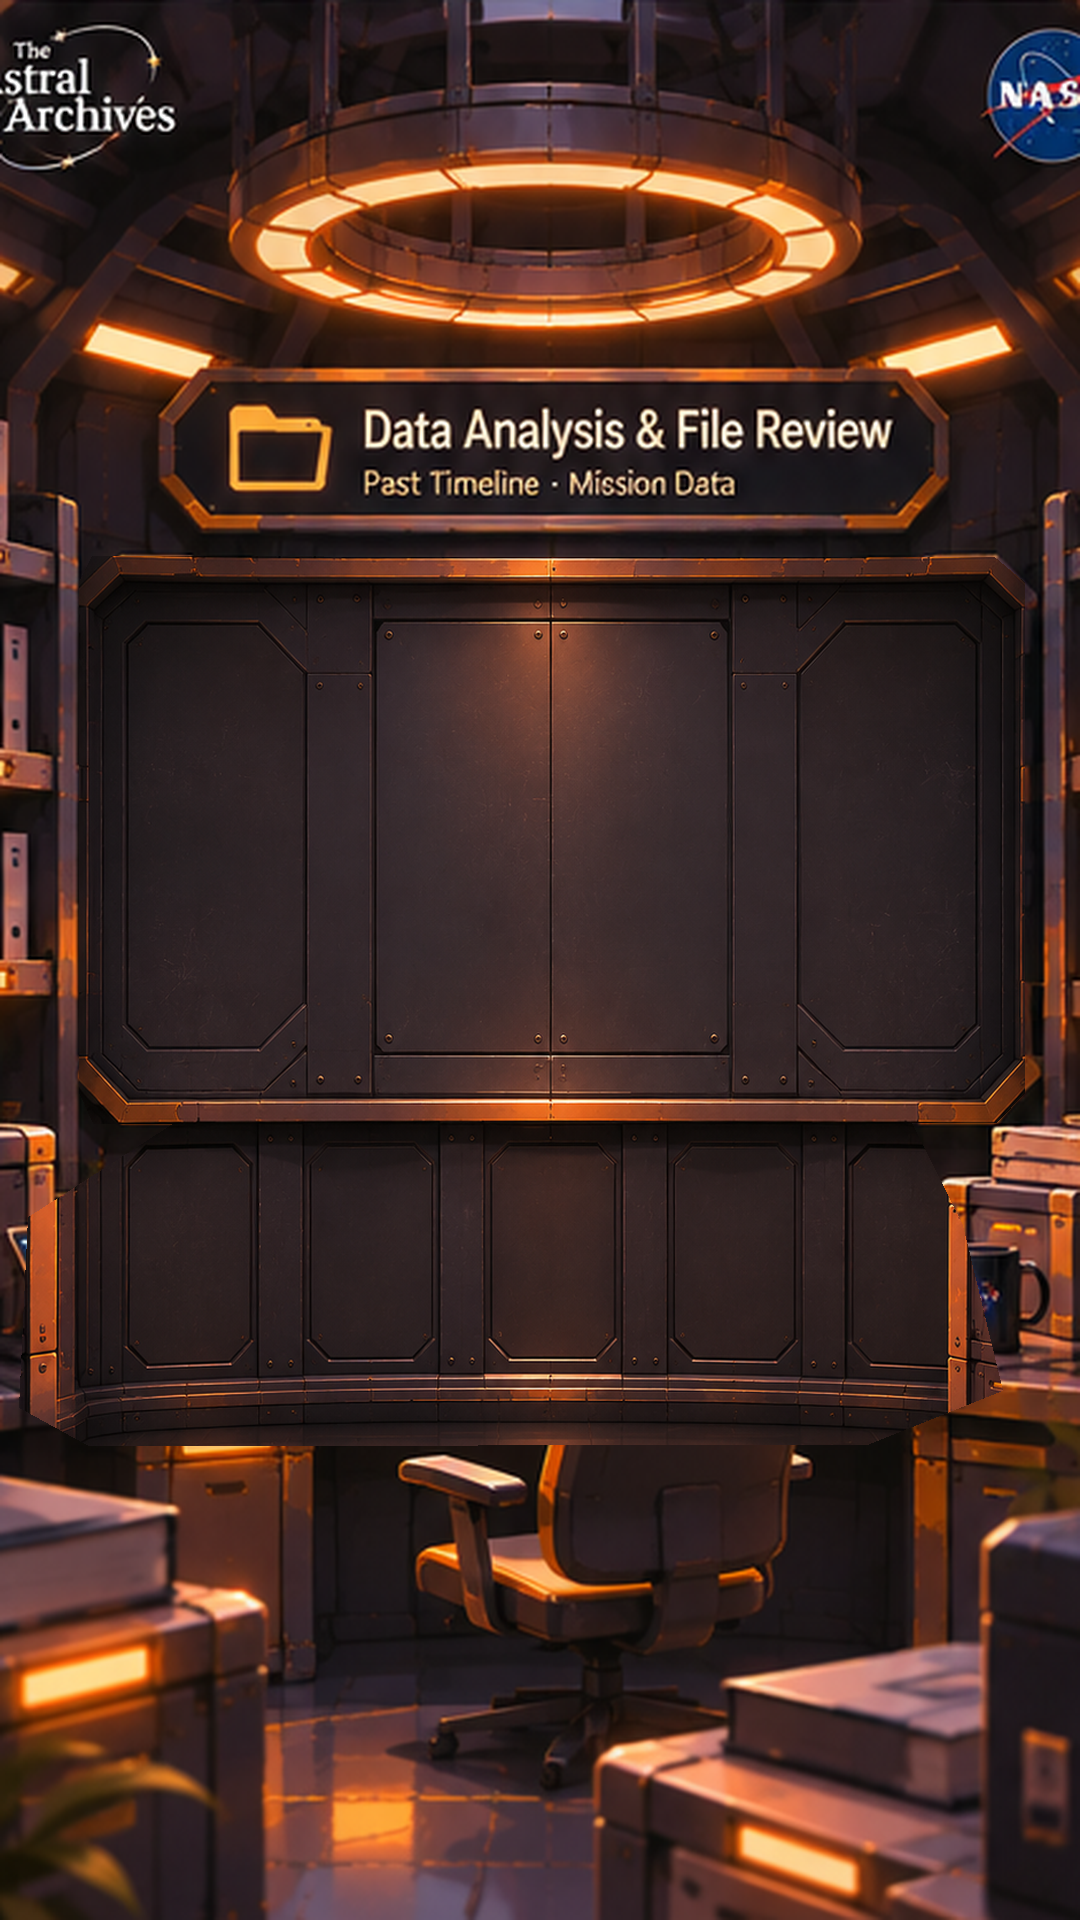 The
stral
Archives
NAS
Data Analysis & File Review
Past Timeline · Mission Data